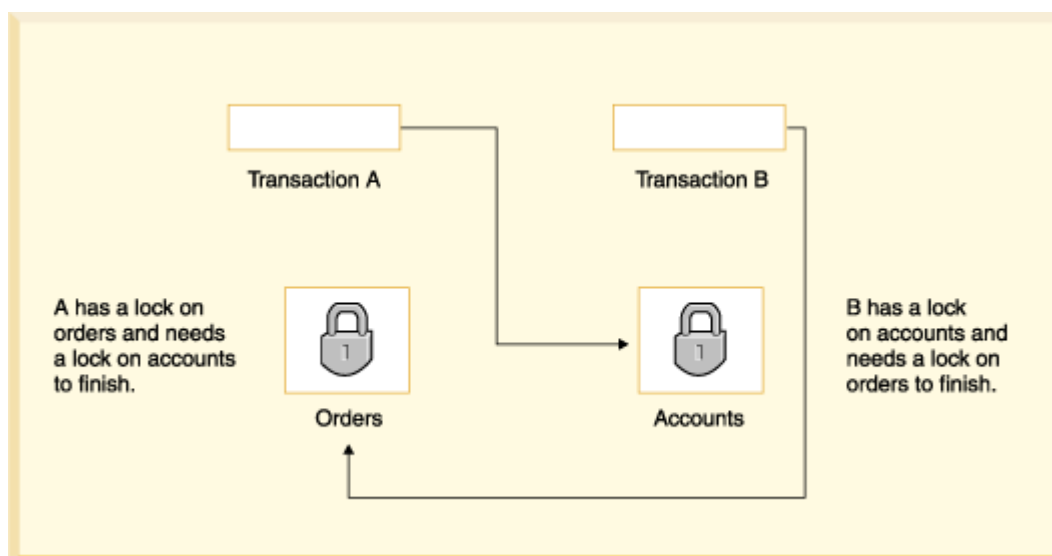 Transaction A
Transaction B
A has a lock on
orders and needs
a lock on accounts
to finish.
1
Orders
1
Accounts
B has a lock
on accounts and
needs a lock on
orders to finish.